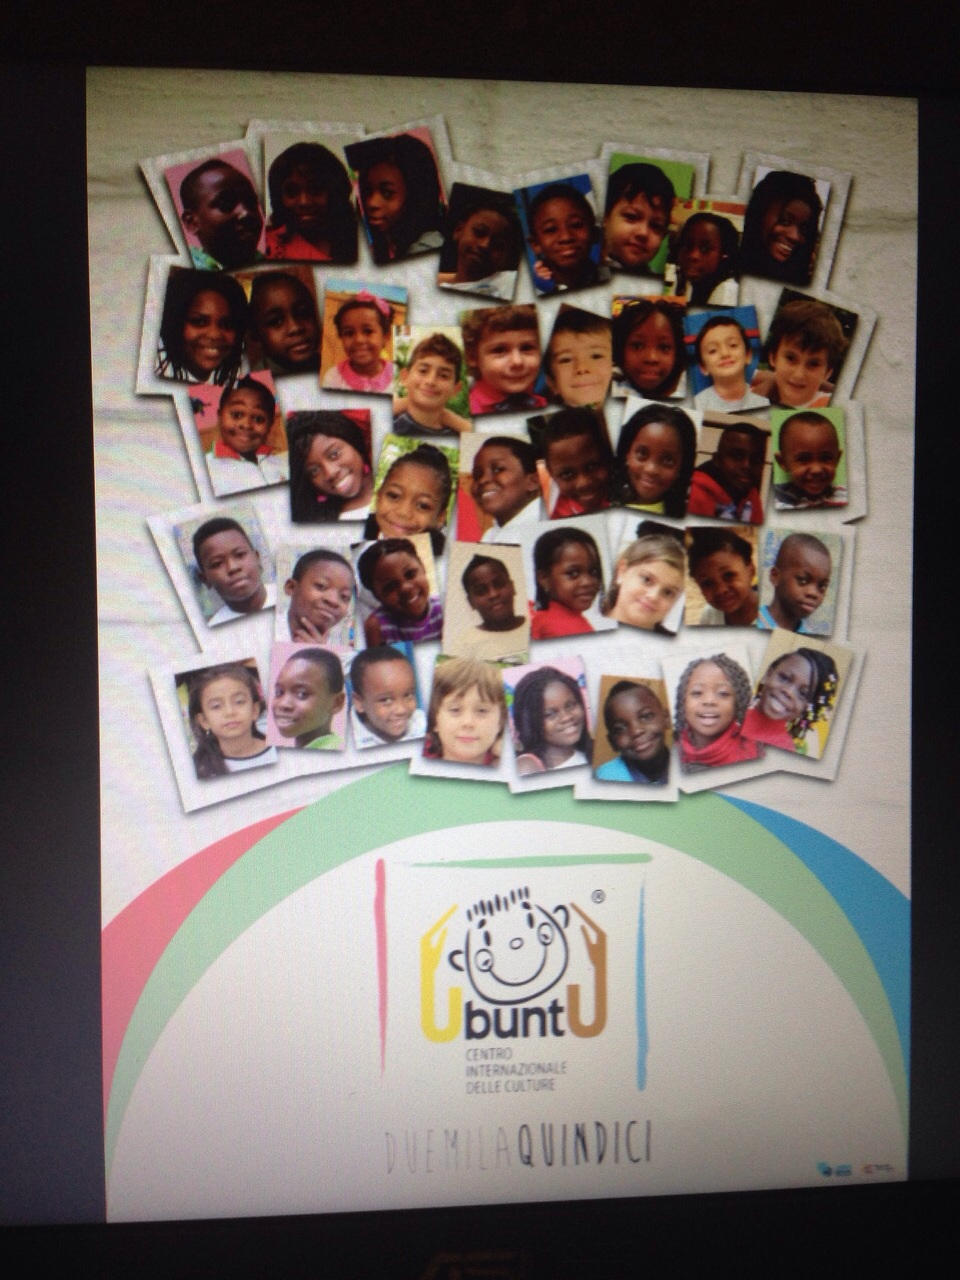 ®
UbuntU
CENTRO
INTERNAZIONALE
DELLE CULTURE
DUEMILAQUINDICI